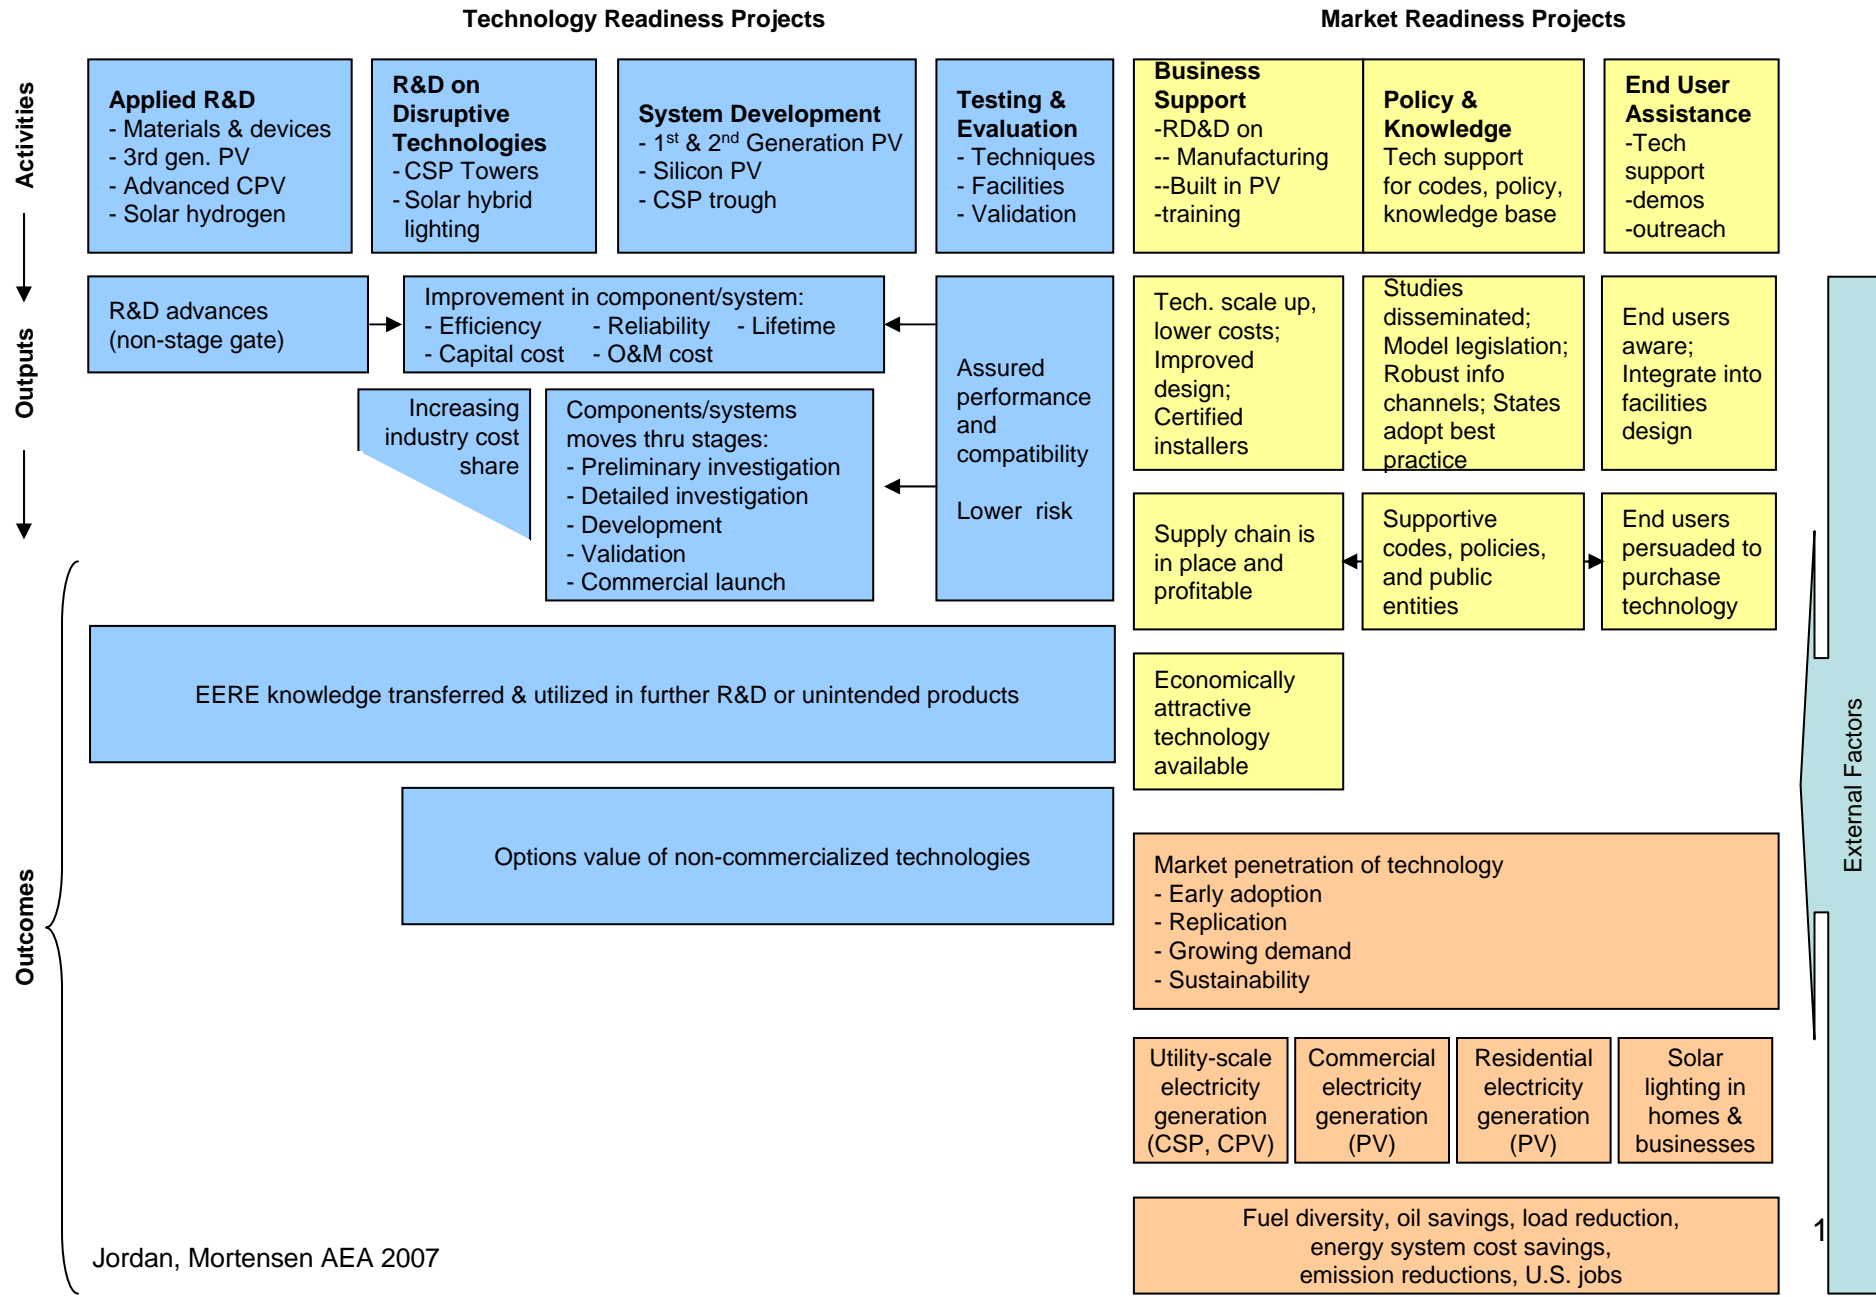 Technology Readiness Projects
Market Readiness Projects
Activities
Applied R&D
- Materials & devices
- 3rd gen. PV
- Advanced CPV
- Solar hydrogen
R&D on
Disruptive
Technologies
- CSP Towers
- Solar hybrid
lighting
System Development
- 1st & 2nd Generation PV
- Silicon PV
- CSP trough
Testing &
Evaluation
- Techniques
- Facilities
- Validation
Business
Support
-RD&D on
-- Manufacturing
--Built in PV
-training
Policy &
Knowledge
Tech support
for codes, policy,
knowledge base
End User
Assistance
-Tech
support
-demos
-outreach
Outputs
R&D advances
(non-stage gate)
Improvement in component/system:
- Efficiency - Reliability - Lifetime
- Capital cost - O&M cost
Increasing
industry cost
share
Components/systems
moves thru stages:
- Preliminary investigation
- Detailed investigation
- Development
- Validation
- Commercial launch
Assured
performance
and
compatibility
Lower risk
Tech. scale up,
lower costs;
Improved
design;
Certified
installers
Studies
disseminated;
Model legislation;
Robust info
channels; States
adopt best
practice
End users
aware;
Integrate into
facilities
design
Supply chain is
in place and
profitable
Supportive
codes, policies,
and public
entities
End users
persuaded to
purchase
technology
Outcomes
EERE knowledge transferred & utilized in further R&D or unintended products
Economically
attractive
technology
available
Options value of non-commercialized technologies
Market penetration of technology
- Early adoption
- Replication
- Growing demand
- Sustainability
Utility-scale
electricity
generation
(CSP, CPV)
Commercial
electricity
generation
(PV)
Residential
electricity
generation
(PV)
Solar
lighting in
homes &
businesses
Fuel diversity, oil savings, load reduction,
energy system cost savings,
emission reductions, U.S. jobs
External Factors
Jordan, Mortensen AEA 2007
1